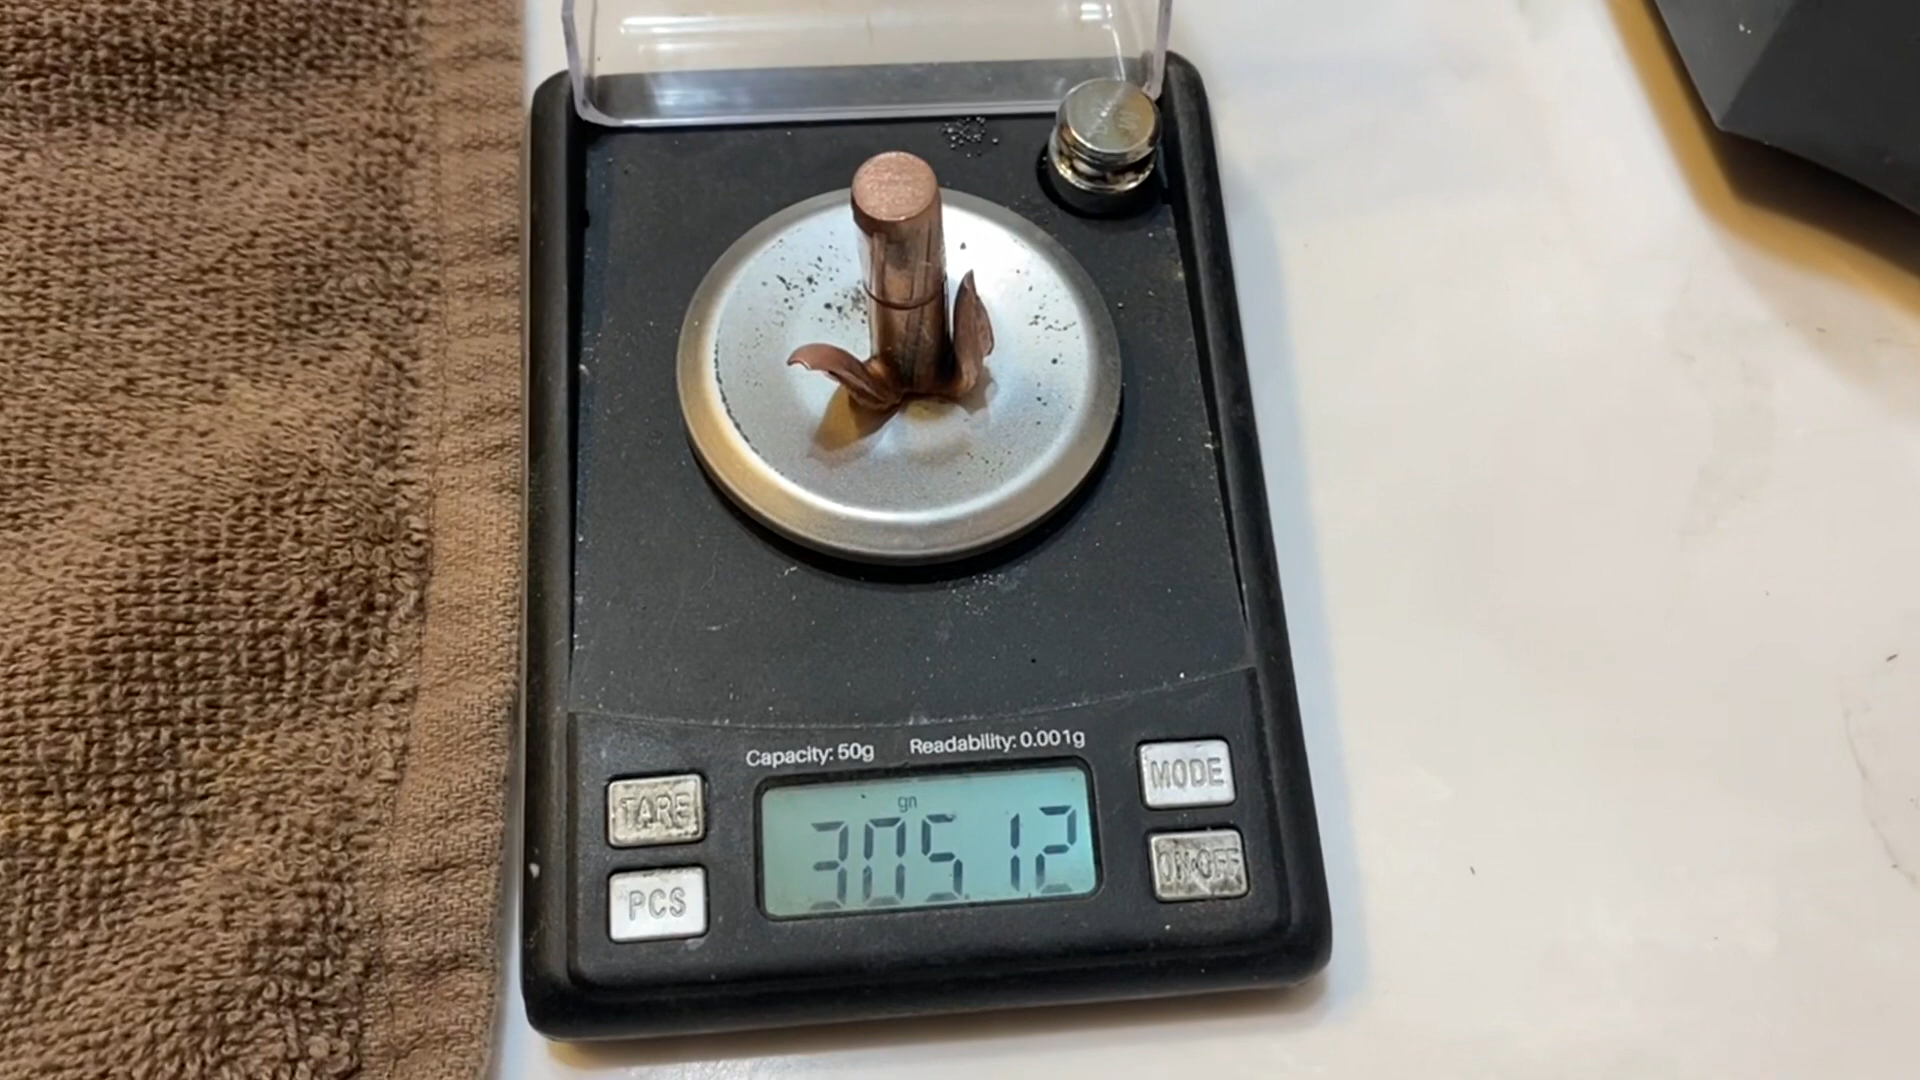 Capacity: 50g Readability: 0.001g
TARE
MODE
gn
305.12
PCS
ON•OFF